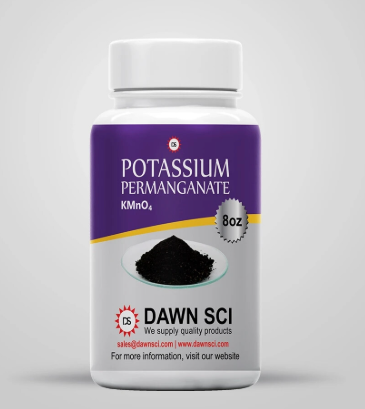 DS
POTASSIUM
PERMANGANATE
KMnO₄
8oz
DS DAWN SCI
We supply quality products
sales@dawnsci.com | www.dawnsci.com
For more information, visit our website